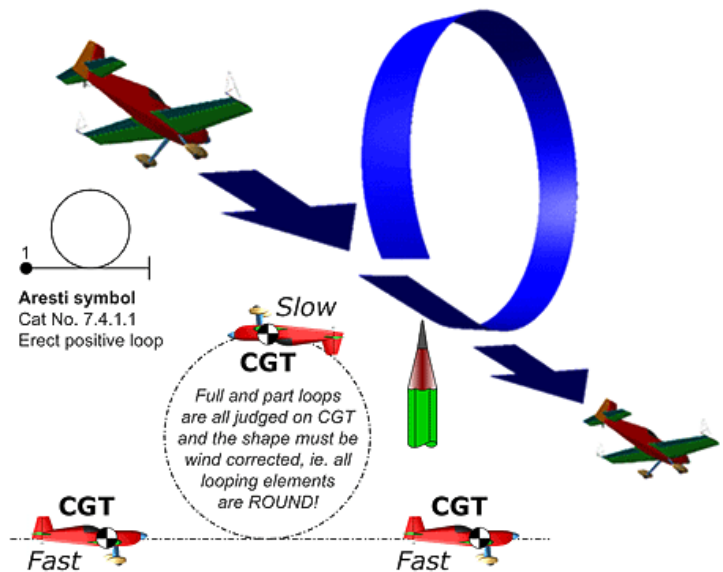 1
Aresti symbol
Cat No. 7.4.1.1
Erect positive loop
Slow
CGT
Full and part loops
are all judged on CGT
and the shape must be
wind corrected, ie. all
looping elements
are ROUND!
CGT
Fast
CGT
Fast